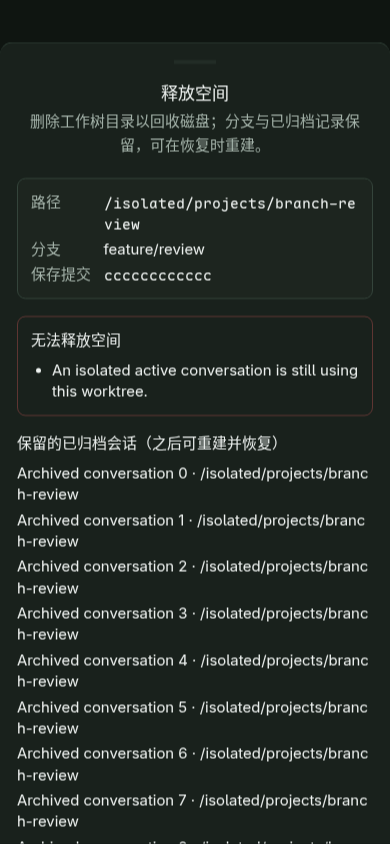 释放空间
删除工作树目录以回收磁盘；分支与已归档记录保
留，可在恢复时重建。
路径 /isolated/projects/branch-re
view
分支 feature/review
保存提交 cccccccccccc
无法释放空间
• An isolated active conversation is still using
this worktree.
保留的已归档会话（之后可重建并恢复）
Archived conversation 0 · /isolated/projects/branc
h-review
Archived conversation 1 · /isolated/projects/branc
h-review
Archived conversation 2 · /isolated/projects/branc
h-review
Archived conversation 3 · /isolated/projects/branc
h-review
Archived conversation 4 · /isolated/projects/branc
h-review
Archived conversation 5 · /isolated/projects/branc
h-review
Archived conversation 6 · /isolated/projects/branc
h-review
Archived conversation 7 · /isolated/projects/branc
h-review